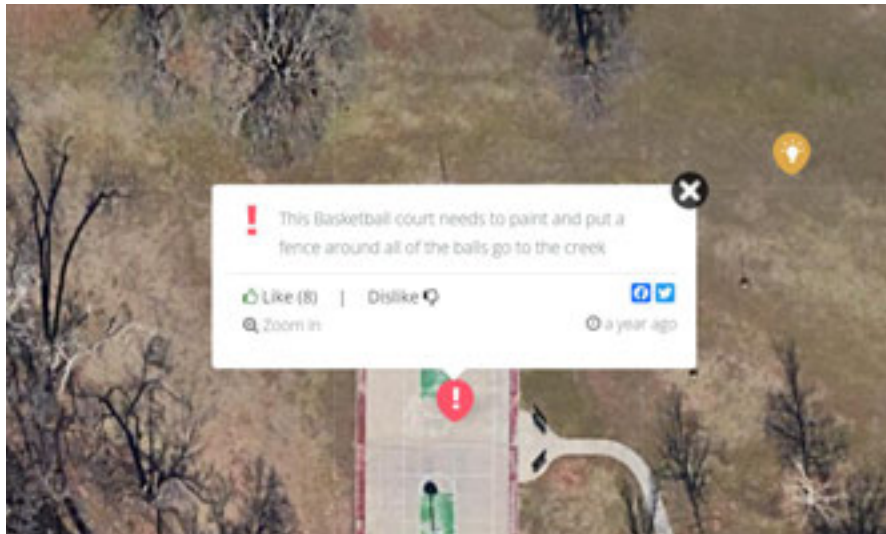 This Basketball court needs to paint and put a
fence around all of the balls go to the creek
Like (8) | Dislike
Zoom in
a year ago